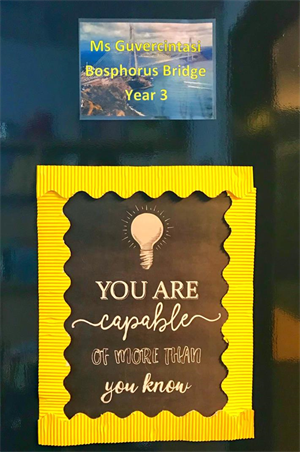 Ms Guvercintasi
Bosphorus Bridge
Year 3
YOU ARE
capable
OF MORE THAN
you know